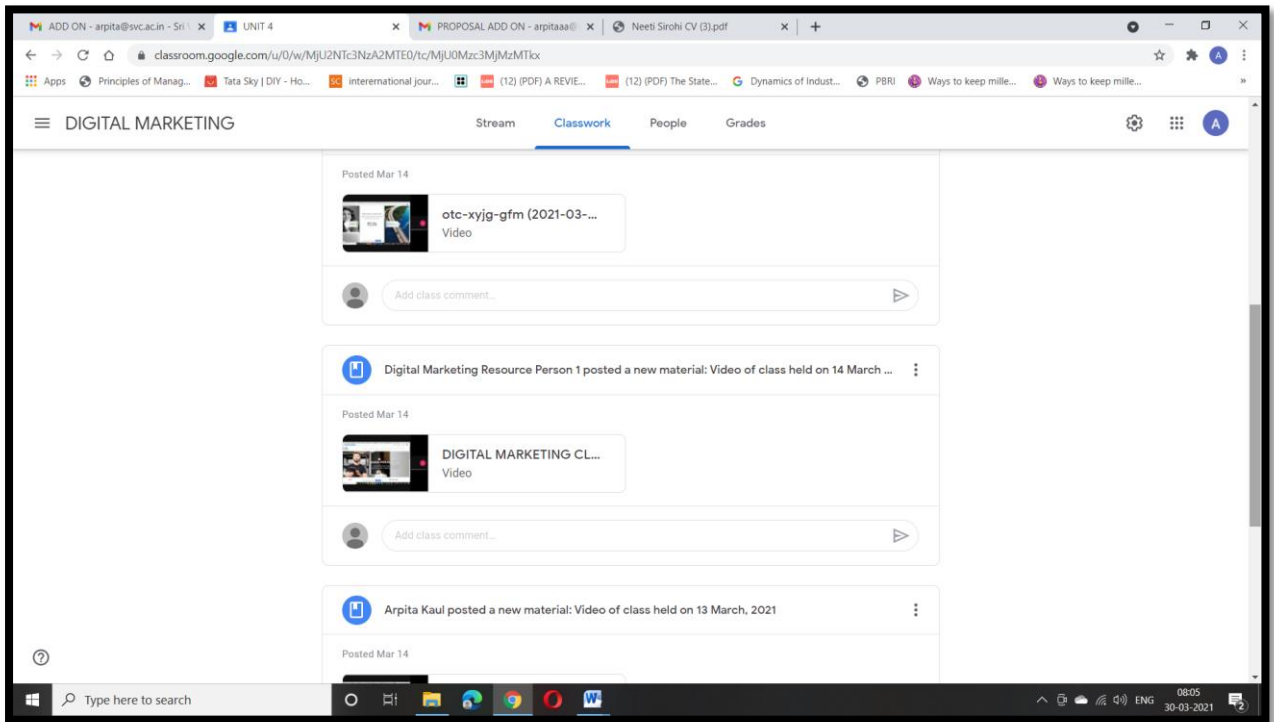 ADD ON - arpita@svc.ac.in - Sri
UNIT 4
PROPOSAL ADD ON - arpitaaa@
Neeti Sirohi CV (3).pdf
classroom.google.com/u/0/w/MjU2NTc3NzA2MTE0/tc/MjU0Mzc3MjMzMTkx
A
Apps
Principles of Manag...
Tata Sky | DIY - Ho...
SC
interernational jour...
(12) (PDF) A REVIE...
(12) (PDF) The State...
G
Dynamics of Indust...
PBRI
Ways to keep mille...
Ways to keep mille...
»
DIGITAL MARKETING
Stream
Classwork
People
Grades
A
Posted Mar 14
otc-xyjg-gfm (2021-03-...
Video
Add class comment...
Digital Marketing Resource Person 1 posted a new material: Video of class held on 14 March ...
Posted Mar 14
DIGITAL MARKETING CL...
Video
Add class comment...
Arpita Kaul posted a new material: Video of class held on 13 March, 2021
Posted Mar 14
Type here to search
W
ENG
08:05
30-03-2021
2